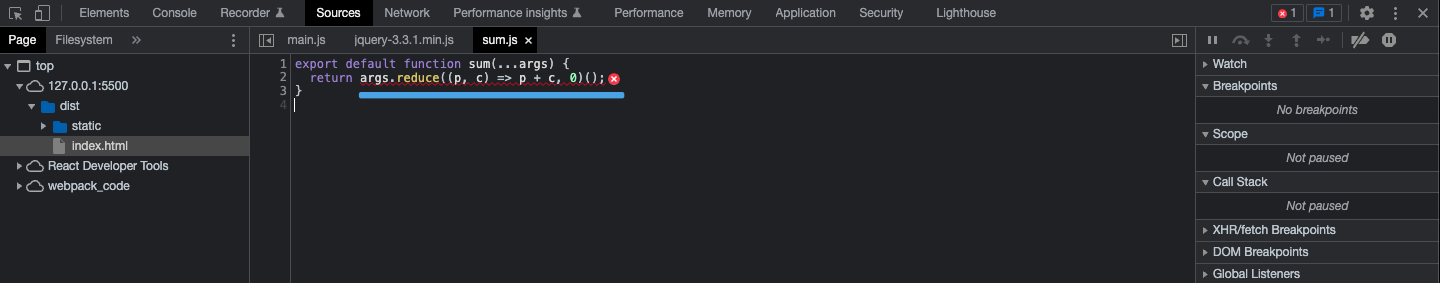 Elements Console Recorder Sources Network Performance insights Performance Memory Application Security Lighthouse 1 1
Page Filesystem » main.js jquery-3.3.1.min.js sum.js ×
top
127.0.0.1:5500
dist
static
index.html
React Developer Tools
webpack_code
1 export default function sum(...args) {
2 return args.reduce((p, c) => p + c, 0)();
3 }
4
Watch
Breakpoints
No breakpoints
Scope
Not paused
Call Stack
Not paused
XHR/fetch Breakpoints
DOM Breakpoints
Global Listeners